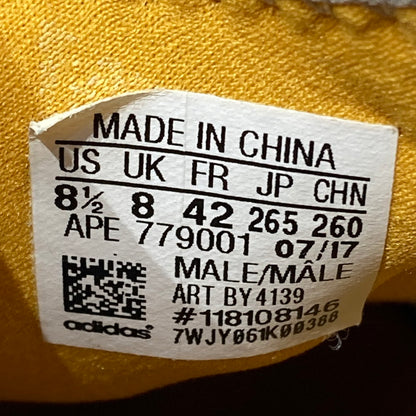 MADE IN CHINA
US UK FR JP CHN
8½ 8 42 265 260
APE 779001 07/17
MALE/MÂLE
ART BY4139
#118108146
adidas® 7WJY061K00388